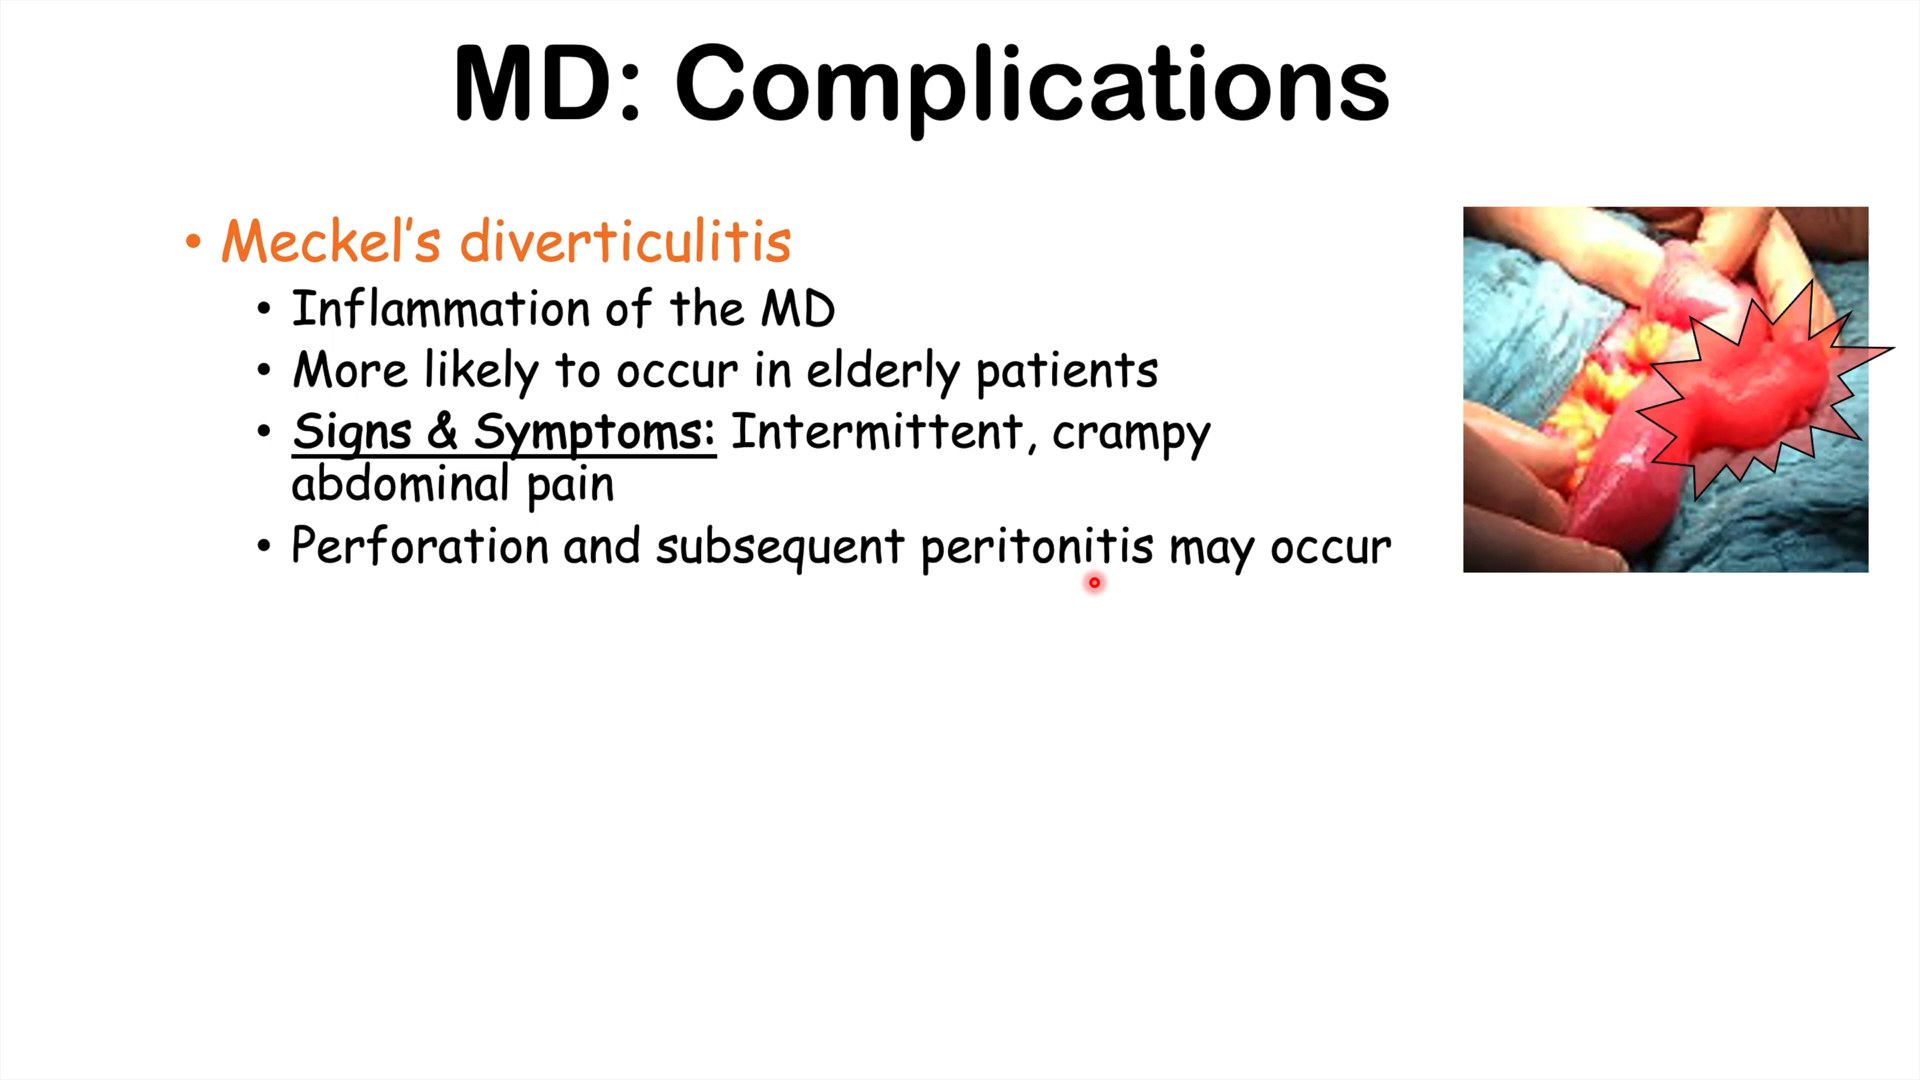 MD: Complications
• Meckel's diverticulitis
• Inflammation of the MD
• More likely to occur in elderly patients
• Signs & Symptoms: Intermittent, crampy
abdominal pain
• Perforation and subsequent peritonitis may occur